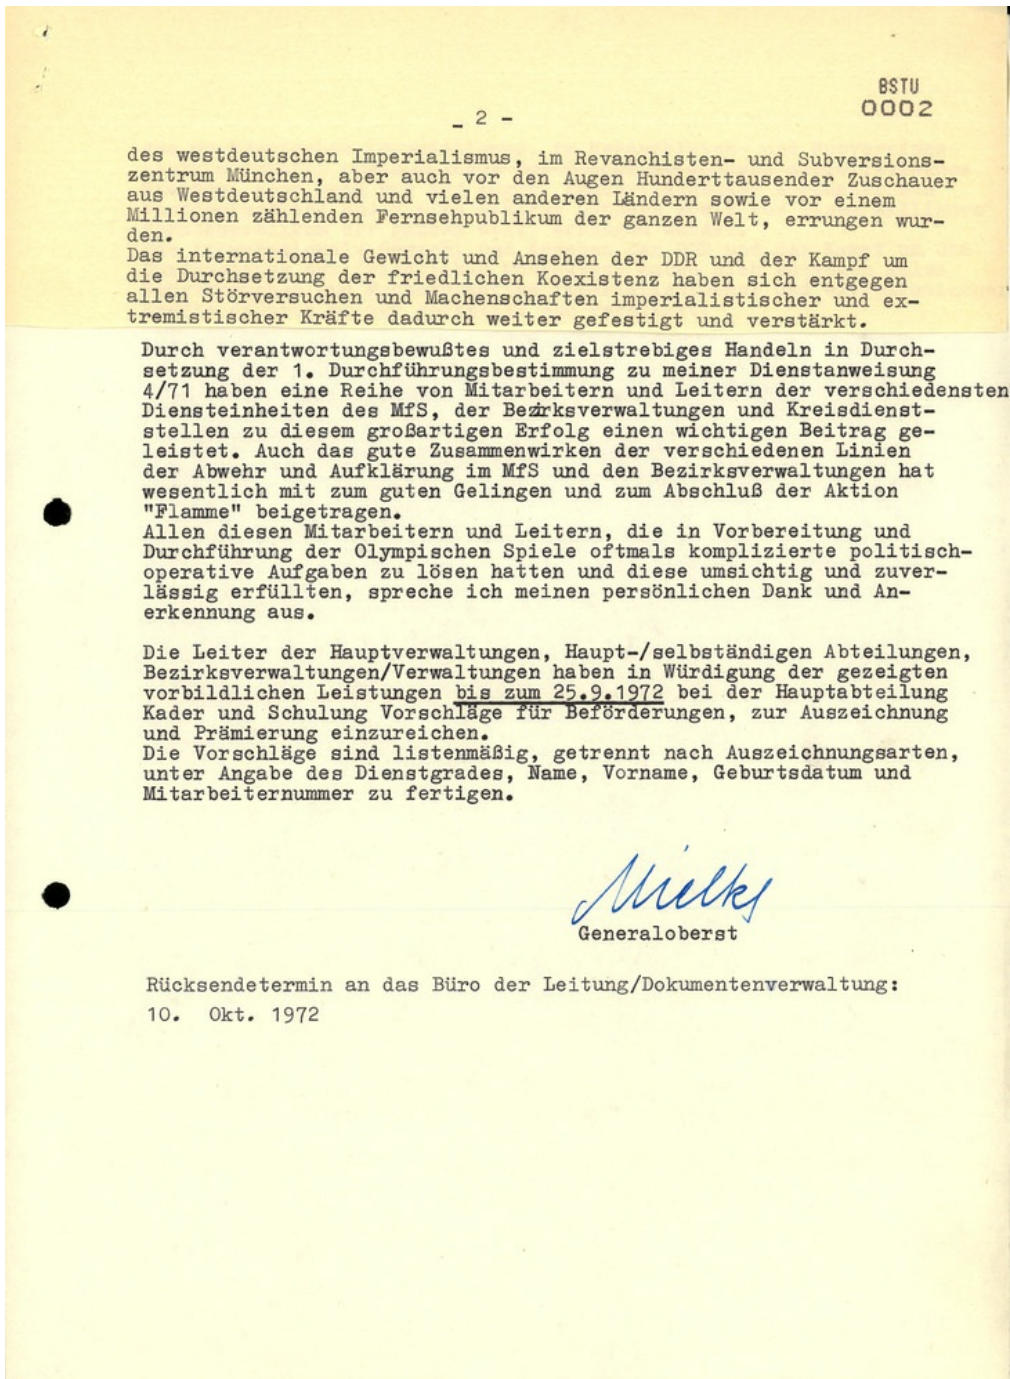 BSTU
0002
- 2 -
des westdeutschen Imperialismus, im Revanchisten- und Subversions-
zentrum München, aber auch vor den Augen Hunderttausender Zuschauer
aus Westdeutschland und vielen anderen Ländern sowie vor einem
Millionen zählenden Fernsehpublikum der ganzen Welt, errungen wur-
den.
Das internationale Gewicht und Ansehen der DDR und der Kampf um
die Durchsetzung der friedlichen Koexistenz haben sich entgegen
allen Störversuchen und Machenschaften imperialistischer und ex-
tremistischer Kräfte dadurch weiter gefestigt und verstärkt.
Durch verantwortungsbewußtes und zielstrebiges Handeln in Durch-
setzung der 1. Durchführungsbestimmung zu meiner Dienstanweisung
4/71 haben eine Reihe von Mitarbeitern und Leitern der verschiedensten
Diensteinheiten des MfS, der Bezirksverwaltungen und Kreisdienst-
stellen zu diesem großartigen Erfolg einen wichtigen Beitrag ge-
leistet. Auch das gute Zusammenwirken der verschiedenen Linien
der Abwehr und Aufklärung im MfS und den Bezirksverwaltungen hat
wesentlich mit zum guten Gelingen und zum Abschluß der Aktion
"Flamme" beigetragen.
Allen diesen Mitarbeitern und Leitern, die in Vorbereitung und
Durchführung der Olympischen Spiele oftmals komplizierte politisch-
operative Aufgaben zu lösen hatten und diese umsichtig und zuver-
lässig erfüllten, spreche ich meinen persönlichen Dank und An-
erkennung aus.
Die Leiter der Hauptverwaltungen, Haupt-/selbständigen Abteilungen,
Bezirksverwaltungen/Verwaltungen haben in Würdigung der gezeigten
vorbildlichen Leistungen bis zum 25.9.1972 bei der Hauptabteilung
Kader und Schulung Vorschläge für Beförderungen, zur Auszeichnung
und Prämierung einzureichen.
Die Vorschläge sind listenmäßig, getrennt nach Auszeichnungsarten,
unter Angabe des Dienstgrades, Name, Vorname, Geburtsdatum und
Mitarbeiternummer zu fertigen.
Mielke
Generaloberst
Rücksendetermin an das Büro der Leitung/Dokumentenverwaltung:
10. Okt. 1972